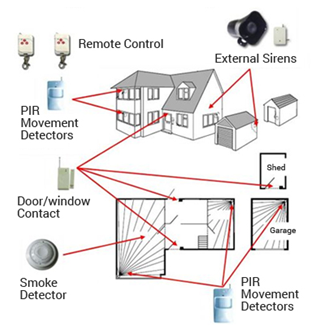 Remote Control
External Sirens
PIR
Movement
Detectors
Door/window
Contact
Shed
Garage
Smoke
Detector
PIR
Movement
Detectors